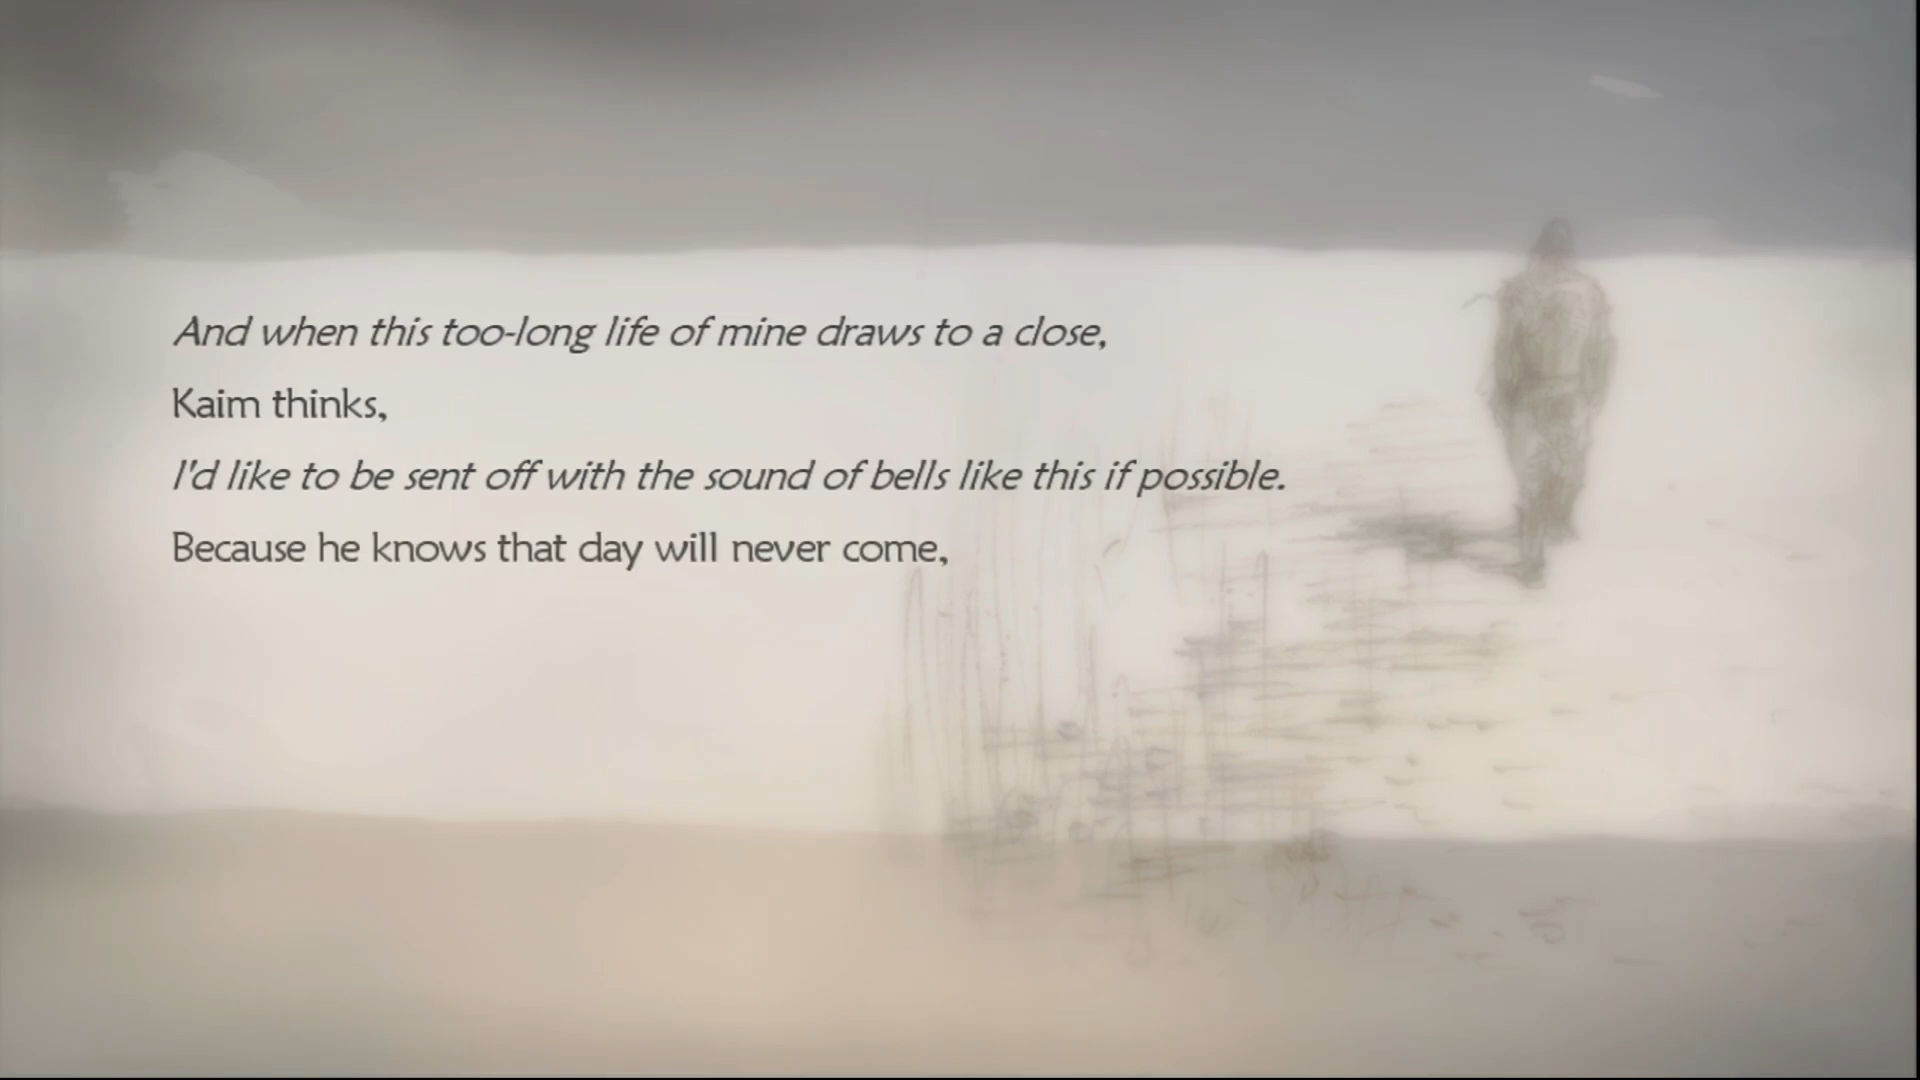 And when this too-long life of mine draws to a close,
Kaim thinks,
I'd like to be sent off with the sound of bells like this if possible.
Because he knows that day will never come,